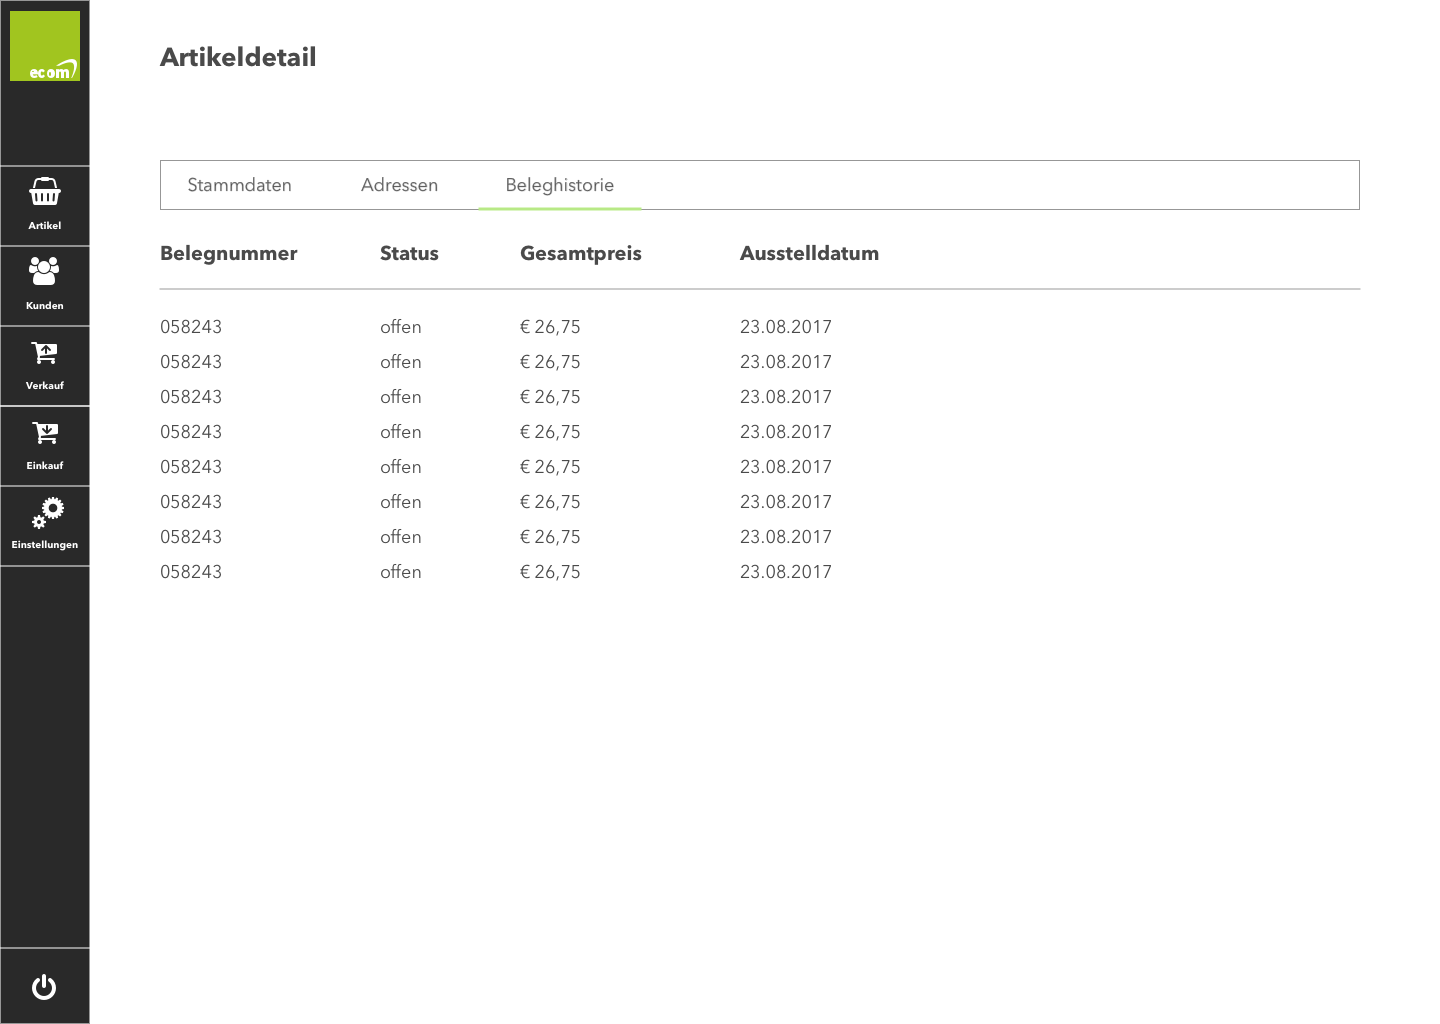 ecom
Artikeldetail
Artikel
Kunden
Verkauf
Einkauf
Einstellungen
Stammdaten Adressen Beleghistorie
Belegnummer Status Gesamtpreis Ausstelldatum
058243 offen € 26,75 23.08.2017
058243 offen € 26,75 23.08.2017
058243 offen € 26,75 23.08.2017
058243 offen € 26,75 23.08.2017
058243 offen € 26,75 23.08.2017
058243 offen € 26,75 23.08.2017
058243 offen € 26,75 23.08.2017
058243 offen € 26,75 23.08.2017